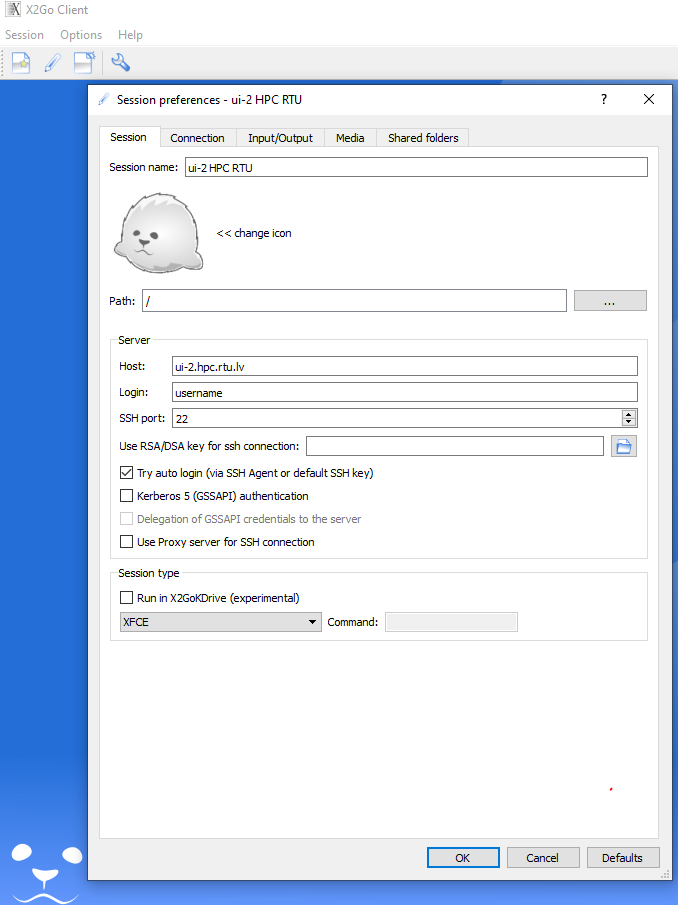 X2Go Client
Session Options Help
Session preferences - ui-2 HPC RTU ?
Session Connection Input/Output Media Shared folders
Session name: ui-2 HPC RTU
<< change icon
Path: / ...
Server
Host: ui-2.hpc.rtu.lv
Login: username
SSH port: 22
Use RSA/DSA key for ssh connection:
Try auto login (via SSH Agent or default SSH key)
Kerberos 5 (GSSAPI) authentication
Delegation of GSSAPI credentials to the server
Use Proxy server for SSH connection
Session type
Run in X2GoKDrive (experimental)
XFCE Command:
OK Cancel Defaults